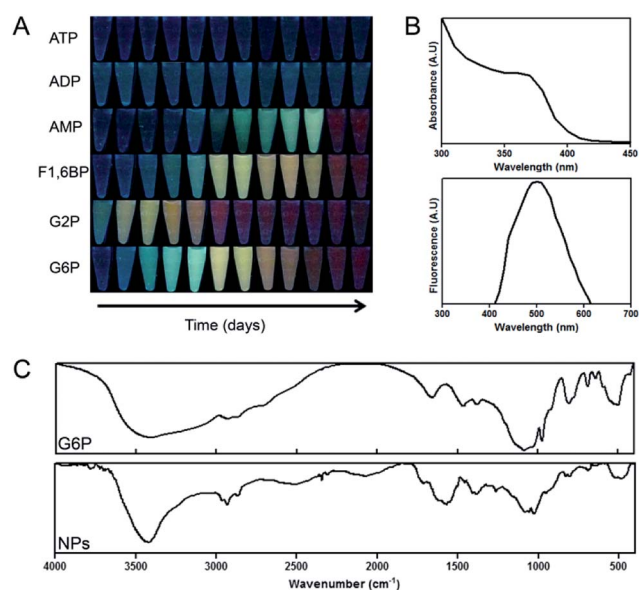 A
ATP
ADP
AMP
F1,6BP
G2P
G6P
Time (days)
B
Absorbance (A.U)
300 350 400 450
Wavelength (nm)
Fluorescence (A.U)
300 400 500 600 700
Wavelength (nm)
C
G6P
NPs
4000 3500 3000 2500 2000 1500 1000 500
Wavenumber (cm⁻¹)